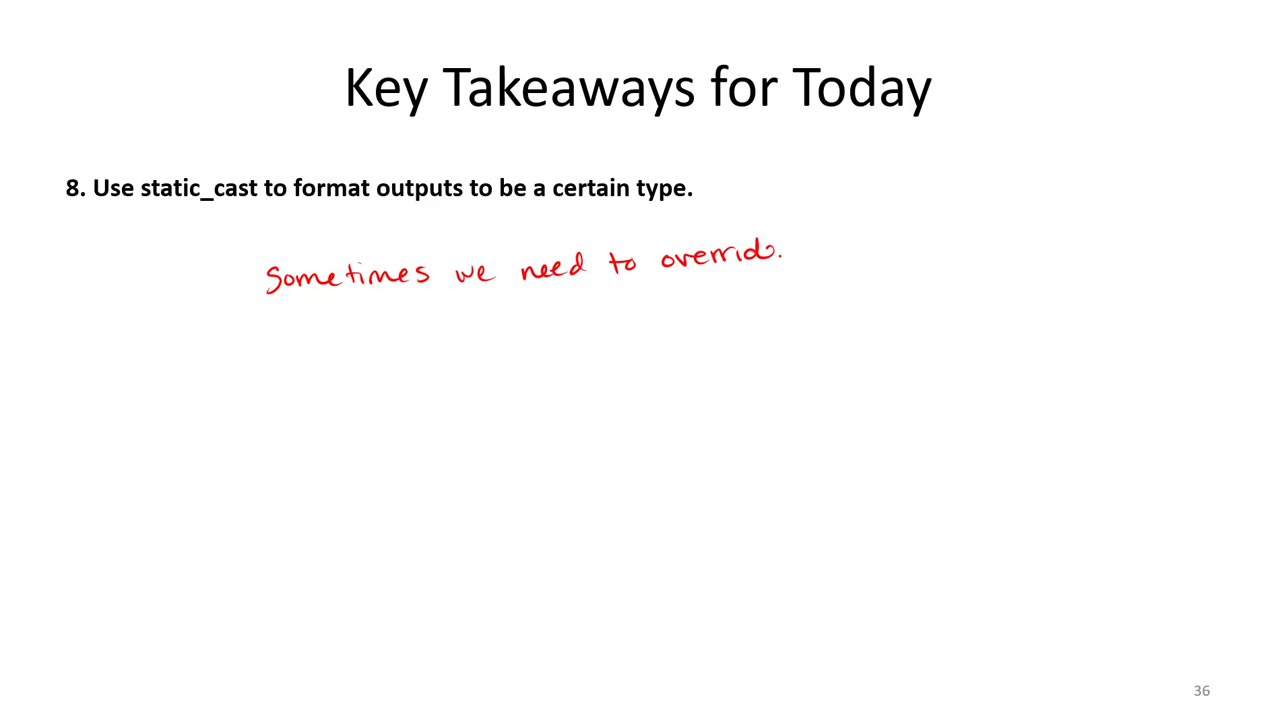 Key Takeaways for Today
8. Use static_cast to format outputs to be a certain type.
Sometimes we need to overrid.
36